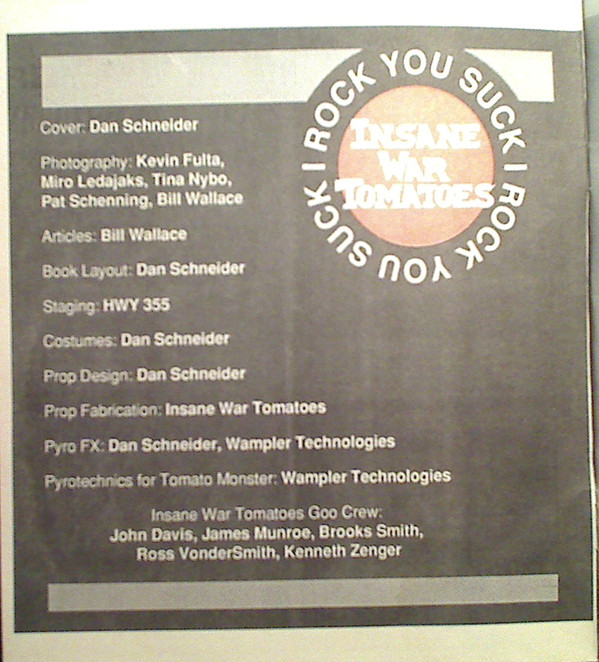 I ROCK YOU SUCK I ROCK YOU SUCK
INSANE
WAR
TOMATOES
Cover: Dan Schneider
Photography: Kevin Fulta,
Miro Ledajaks, Tina Nybo,
Pat Schenning, Bill Wallace
Articles: Bill Wallace
Book Layout: Dan Schneider
Staging: HWY 355
Costumes: Dan Schneider
Prop Design: Dan Schneider
Prop Fabrication: Insane War Tomatoes
Pyro FX: Dan Schneider, Wampler Technologies
Pyrotechnics for Tomato Monster: Wampler Technologies
Insane War Tomatoes Goo Crew:
John Davis, James Munroe, Brooks Smith,
Ross VonderSmith, Kenneth Zenger